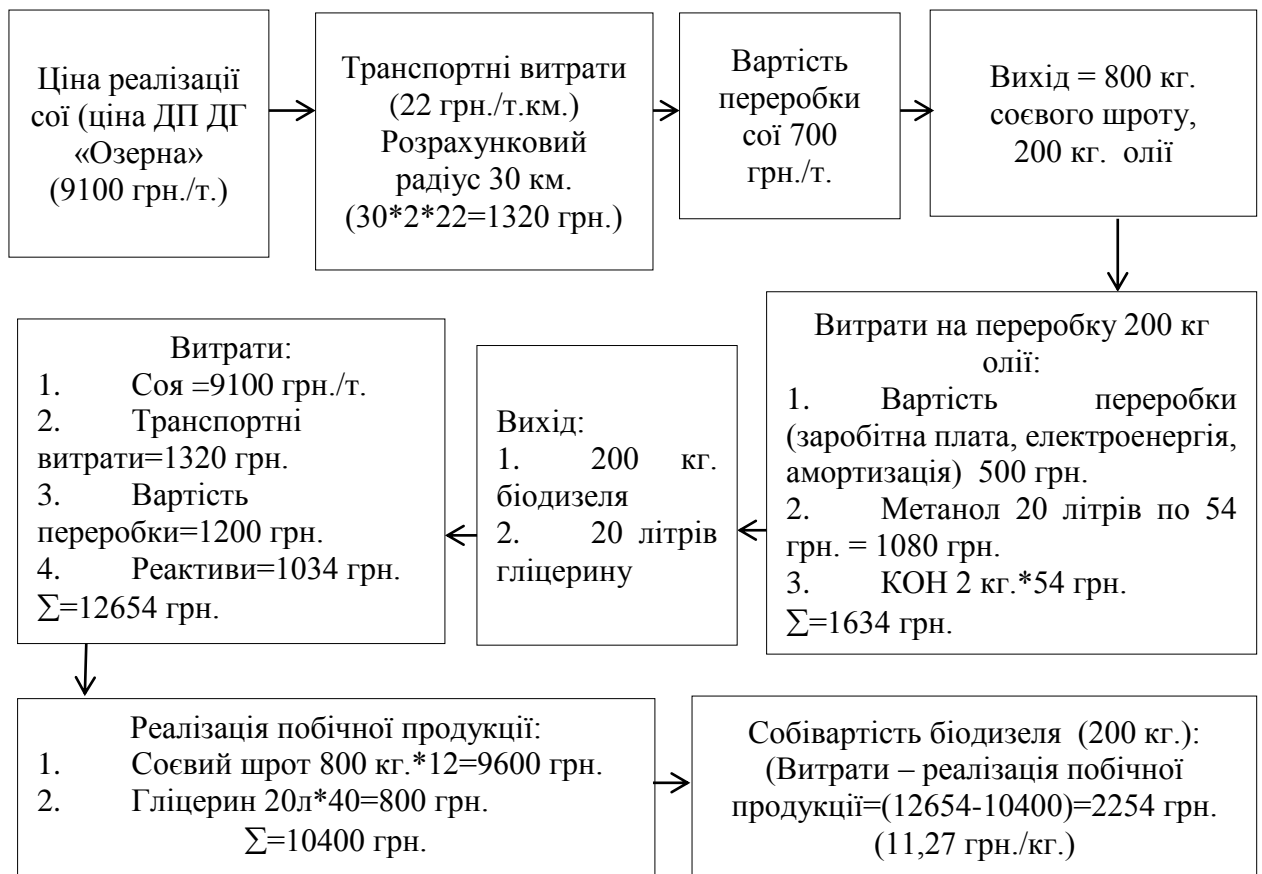 Ціна реалізації
сої (ціна ДП ДГ
«Озерна»
(9100 грн./т.)
Транспортні витрати
(22 грн./т.км.)
Розрахунковий
радіус 30 км.
(30*2*22=1320 грн.)
Вартість
переробки
сої 700
грн./т.
Вихід = 800 кг.
соєвого шроту,
200 кг. олії
Витрати на переробку 200 кг
олії:
1. Вартість переробки
(заробітна плата, електроенергія,
амортизація) 500 грн.
2. Метанол 20 літрів по 54
грн. = 1080 грн.
3. КОН 2 кг.*54 грн.
∑=1634 грн.
Вихід:
1. 200 кг.
біодизеля
2. 20 літрів
гліцерину
Витрати:
1. Соя =9100 грн./т.
2. Транспортні
витрати=1320 грн.
3. Вартість
переробки=1200 грн.
4. Реактиви=1034 грн.
∑=12654 грн.
Реалізація побічної продукції:
1. Соєвий шрот 800 кг.*12=9600 грн.
2. Гліцерин 20л*40=800 грн.
∑=10400 грн.
Собівартість біодизеля (200 кг.):
(Витрати – реалізація побічної
продукції=(12654-10400)=2254 грн.
(11,27 грн./кг.)